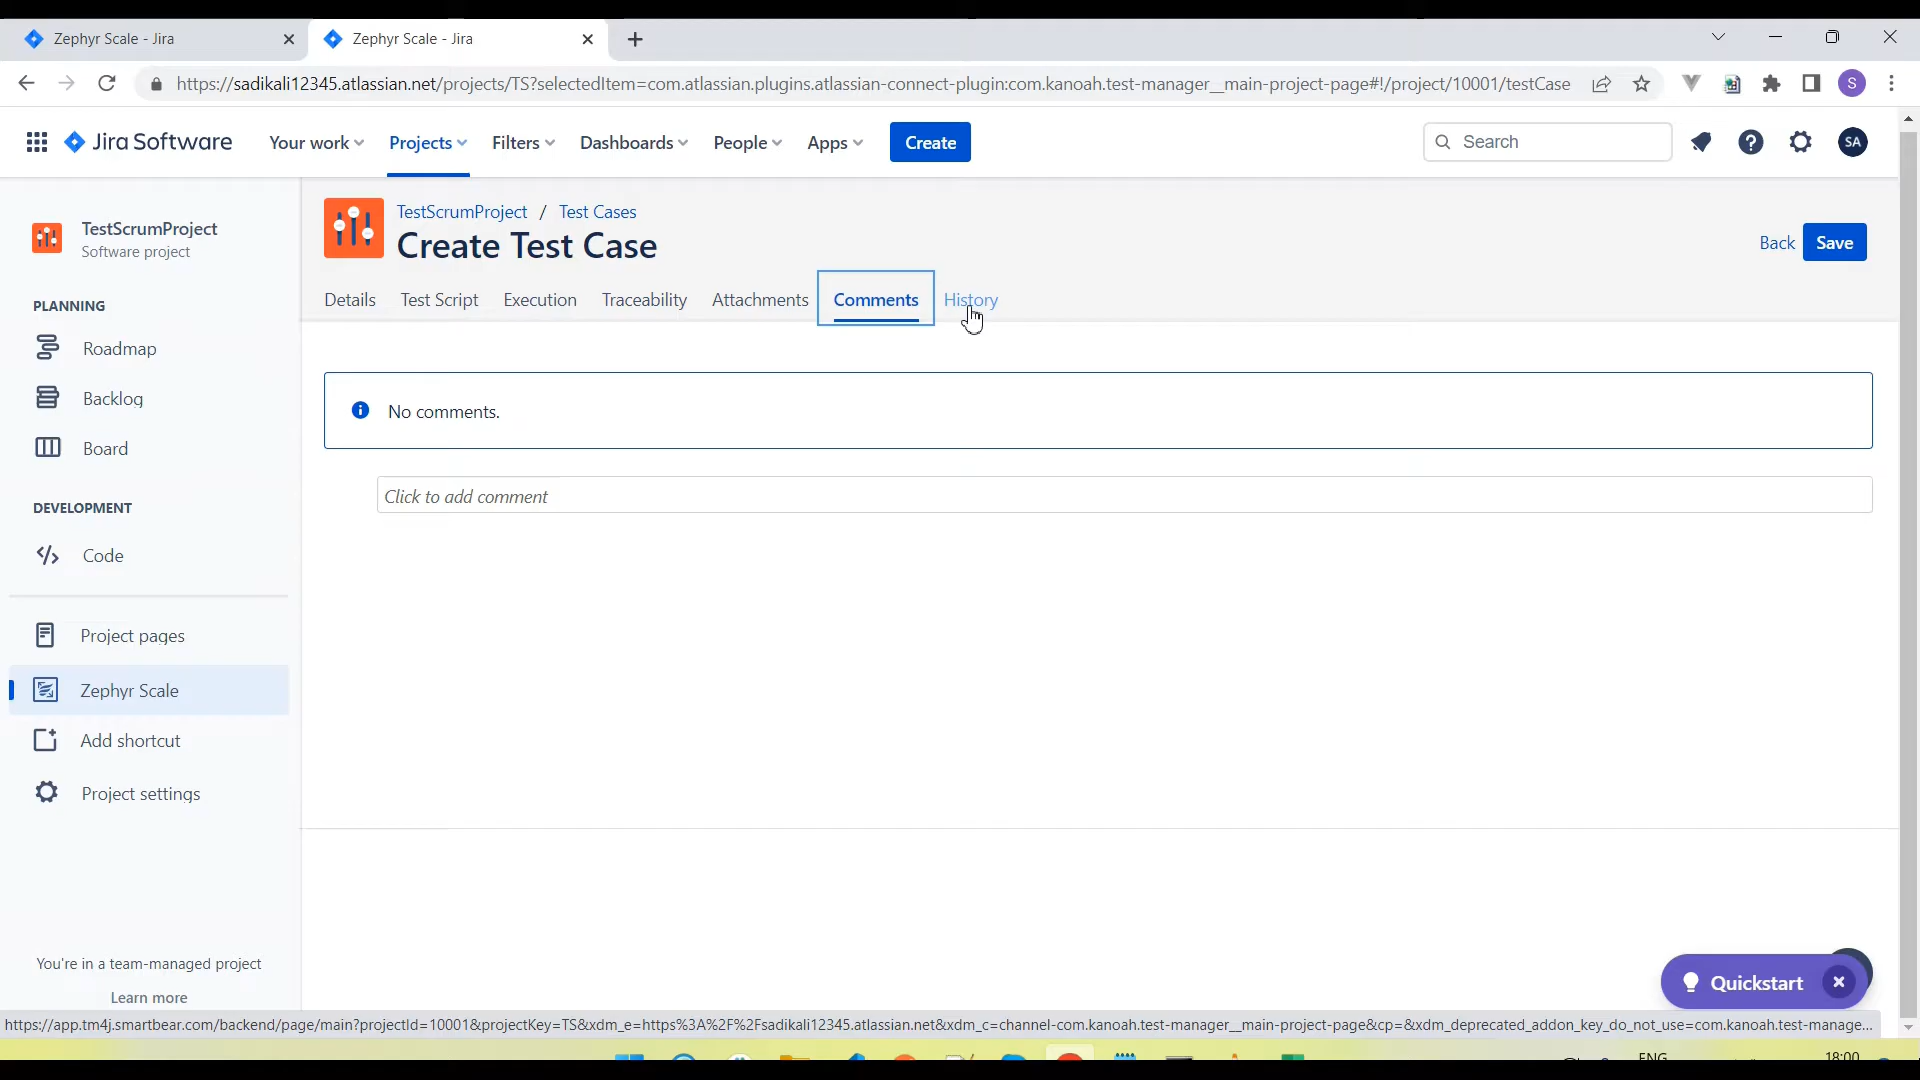 Zephyr Scale - Jira
Zephyr Scale - Jira
https://sadikali12345.atlassian.net/projects/TS?selectedItem=com.atlassian.plugins.atlassian-connect-plugin:com.kanoah.test-manager__main-project-page#!/project/10001/testCase
S
Jira Software
Your work
Projects
Filters
Dashboards
People
Apps
Create
Search
SA
TestScrumProject
Software project
PLANNING
Roadmap
Backlog
Board
DEVELOPMENT
Code
Project pages
Zephyr Scale
Add shortcut
Project settings
You're in a team-managed project
Learn more
TestScrumProject / Test Cases
Create Test Case
Back
Save
Details
Test Script
Execution
Traceability
Attachments
Comments
History
No comments.
Click to add comment
Quickstart
https://app.tm4j.smartbear.com/backend/page/main?projectId=10001&projectKey=TS&xdm_e=https%3A%2F%2Fsadikali12345.atlassian.net&xdm_c=channel-com.kanoah.test-manager__main-project-page&cp=&xdm_deprecated_addon_key_do_not_use=com.kanoah.test-manage...
ENG
18:00